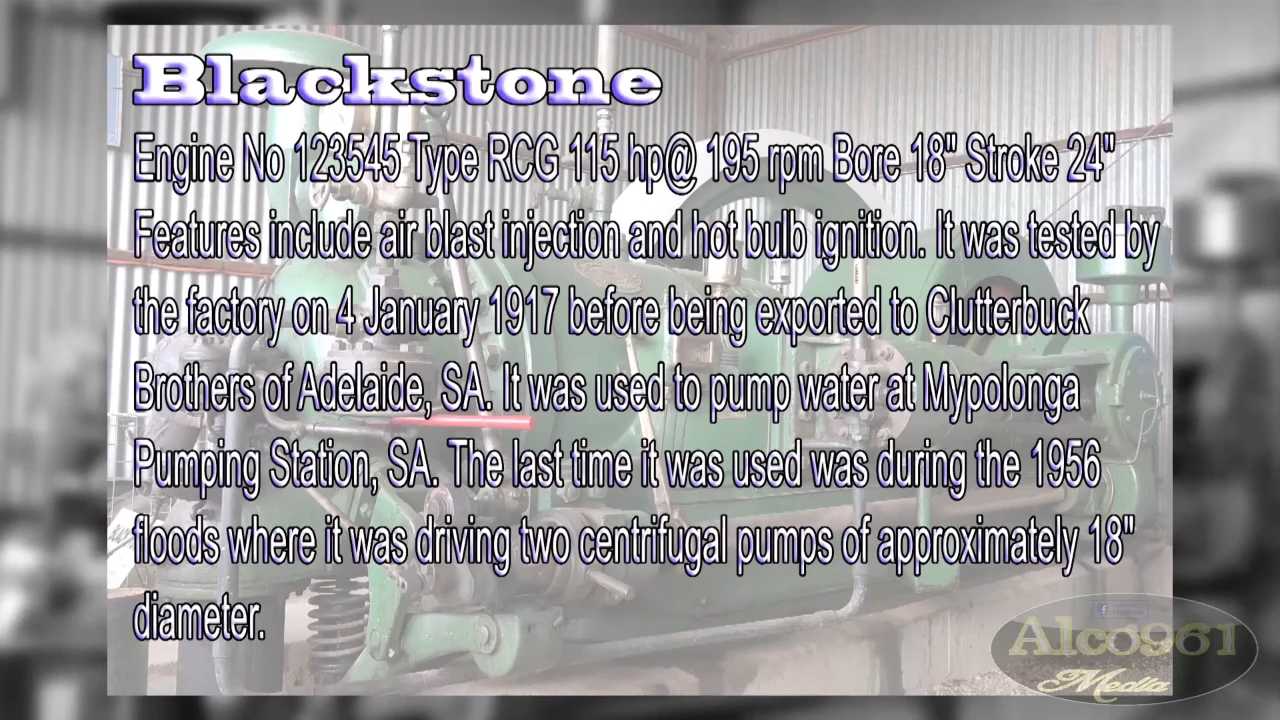 Blackstone
Engine No 123545 Type RCG 115 hp@ 195 rpm Bore 18" Stroke 24"
Features include air blast injection and hot bulb ignition. It was tested by
the factory on 4 January 1917 before being exported to Clutterbuck
Brothers of Adelaide, SA. It was used to pump water at Mypolonga
Pumping Station, SA. The last time it was used was during the 1956
floods where it was driving two centrifugal pumps of approximately 18"
diameter.
Alco961
Media